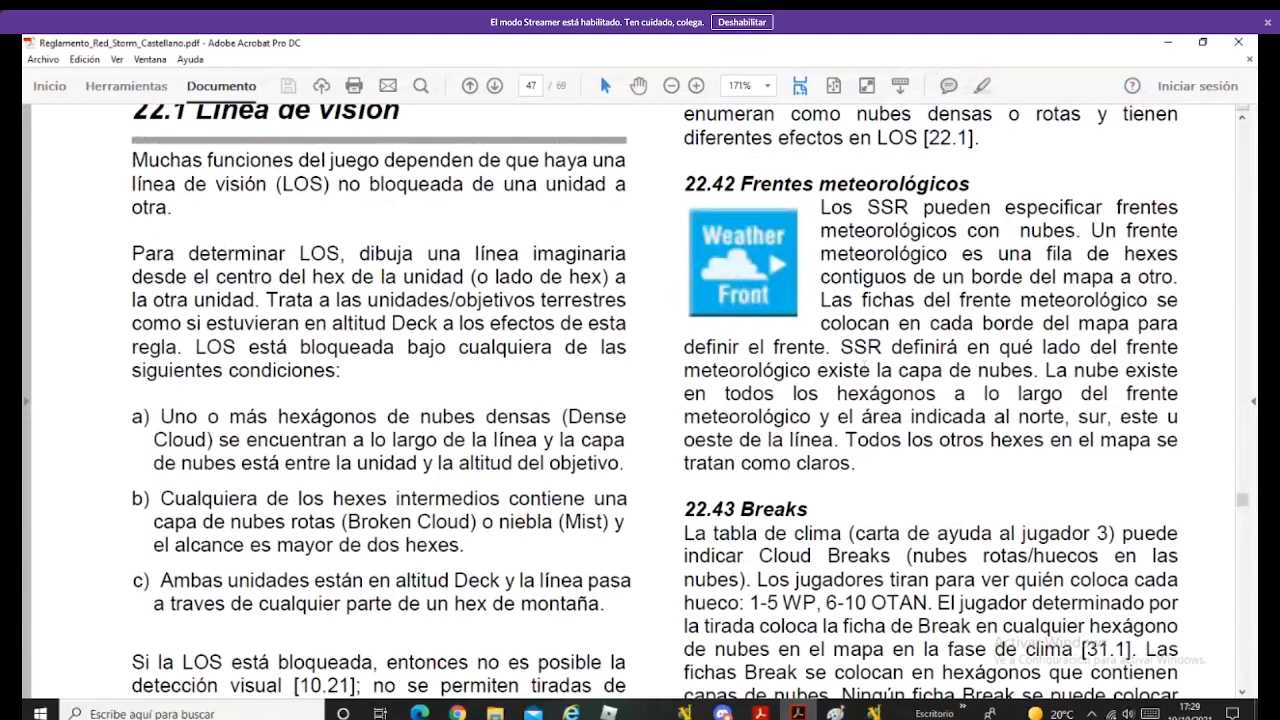 El modo Streamer está habilitado. Ten cuidado, colega. Deshabilitar
Reglamento_Red_Storm_Castellano.pdf - Adobe Acrobat Pro DC
Archivo Edición Ver Ventana Ayuda
Inicio Herramientas Documento 47 / 69 171% Iniciar sesión
22.1 Línea de visión
Muchas funciones del juego dependen de que haya una
línea de visión (LOS) no bloqueada de una unidad a
otra.
Para determinar LOS, dibuja una línea imaginaria
desde el centro del hex de la unidad (o lado de hex) a
la otra unidad. Trata a las unidades/objetivos terrestres
como si estuvieran en altitud Deck a los efectos de esta
regla. LOS está bloqueada bajo cualquiera de las
siguientes condiciones:
a) Uno o más hexágonos de nubes densas (Dense
Cloud) se encuentran a lo largo de la línea y la capa
de nubes está entre la unidad y la altitud del objetivo.
b) Cualquiera de los hexes intermedios contiene una
capa de nubes rotas (Broken Cloud) o niebla (Mist) y
el alcance es mayor de dos hexes.
c) Ambas unidades están en altitud Deck y la línea pasa
a traves de cualquier parte de un hex de montaña.
Si la LOS está bloqueada, entonces no es posible la
detección visual [10.21]; no se permiten tiradas de
enumeran como nubes densas o rotas y tienen
diferentes efectos en LOS [22.1].
22.42 Frentes meteorológicos
Weather
Front
Los SSR pueden especificar frentes
meteorológicos con nubes. Un frente
meteorológico es una fila de hexes
contiguos de un borde del mapa a otro.
Las fichas del frente meteorológico se
colocan en cada borde del mapa para
definir el frente. SSR definirá en qué lado del frente
meteorológico existe la capa de nubes. La nube existe
en todos los hexágonos a lo largo del frente
meteorológico y el área indicada al norte, sur, este u
oeste de la línea. Todos los otros hexes en el mapa se
tratan como claros.
22.43 Breaks
La tabla de clima (carta de ayuda al jugador 3) puede
indicar Cloud Breaks (nubes rotas/huecos en las
nubes). Los jugadores tiran para ver quién coloca cada
hueco: 1-5 WP, 6-10 OTAN. El jugador determinado por
la tirada coloca la ficha de Break en cualquier hexágono
de nubes en el mapa en la fase de clima [31.1]. Las
fichas Break se colocan en hexágonos que contienen
capas de nubes. Ningún ficha Break se puede colocar
Activar Windows
Ve a Configuración para activar Windows.
Escribe aquí para buscar
Escritorio
20°C
17:29
19/10/2021